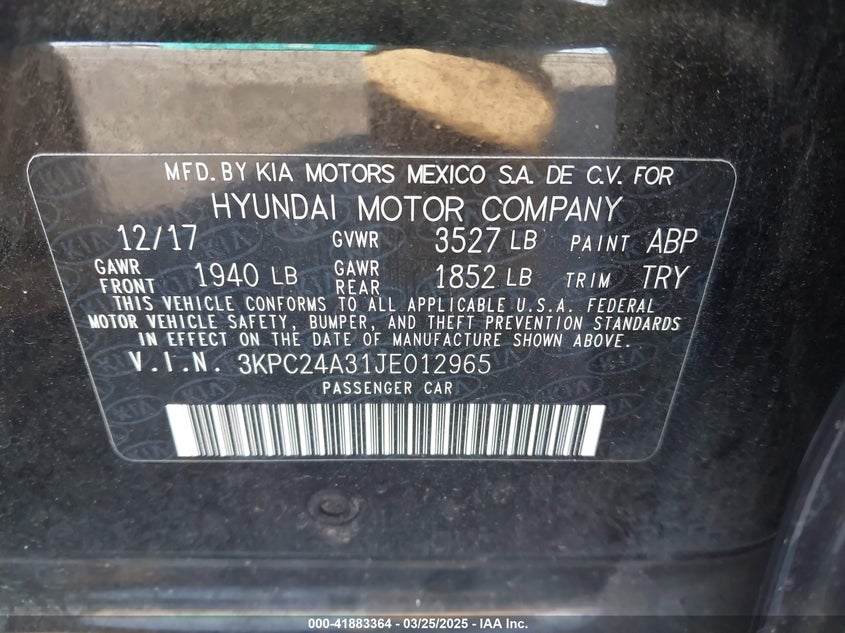 MFD. BY KIA MOTORS MEXICO S.A. DE C.V. FOR
HYUNDAI MOTOR COMPANY
12/17 GVWR 3527 LB PAINT ABP
GAWR FRONT 1940 LB GAWR REAR 1852 LB TRIM TRY
THIS VEHICLE CONFORMS TO ALL APPLICABLE U.S.A. FEDERAL
MOTOR VEHICLE SAFETY, BUMPER, AND THEFT PREVENTION STANDARDS
IN EFFECT ON THE DATE OF MANUFACTURE SHOWN ABOVE.
V.I.N. 3KPC24A31JE012965
PASSENGER CAR
000-41883364 - 03/25/2025 - IAA Inc.